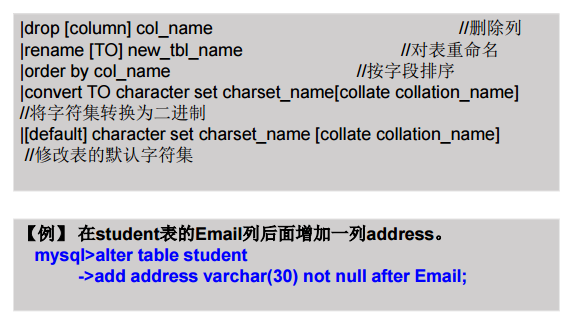 |drop [column] col_name //删除列
|rename [TO] new_tbl_name //对表重命名
|order by col_name //按字段排序
|convert TO character set charset_name[collate collation_name]
//将字符集转换为二进制
|[default] character set charset_name [collate collation_name]
//修改表的默认字符集
【例】 在student表的Email列后面增加一列address。
mysql>alter table student
->add address varchar(30) not null after Email;